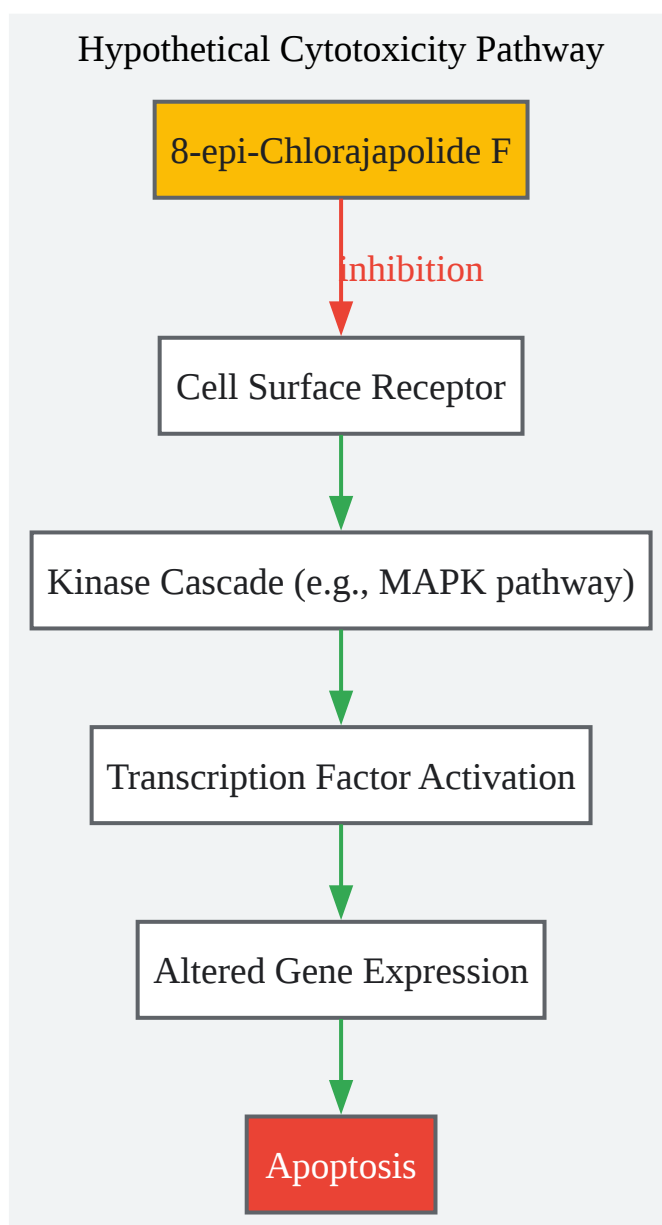 Hypothetical Cytotoxicity Pathway
8-epi-Chlorajapolide F
inhibition
Cell Surface Receptor
Kinase Cascade (e.g., MAPK pathway)
Transcription Factor Activation
Altered Gene Expression
Apoptosis